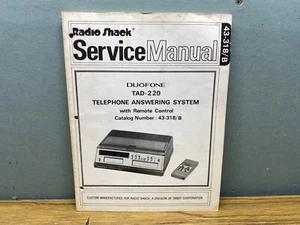 Radio Shack
Service Manual
43-318/B
DUOFONE
TAD-220
TELEPHONE ANSWERING SYSTEM
with Remote Control
Catalog Number: 43-318/B
CUSTOM MANUFACTURED FOR RADIO SHACK, A DIVISION OF TANDY CORPORATION